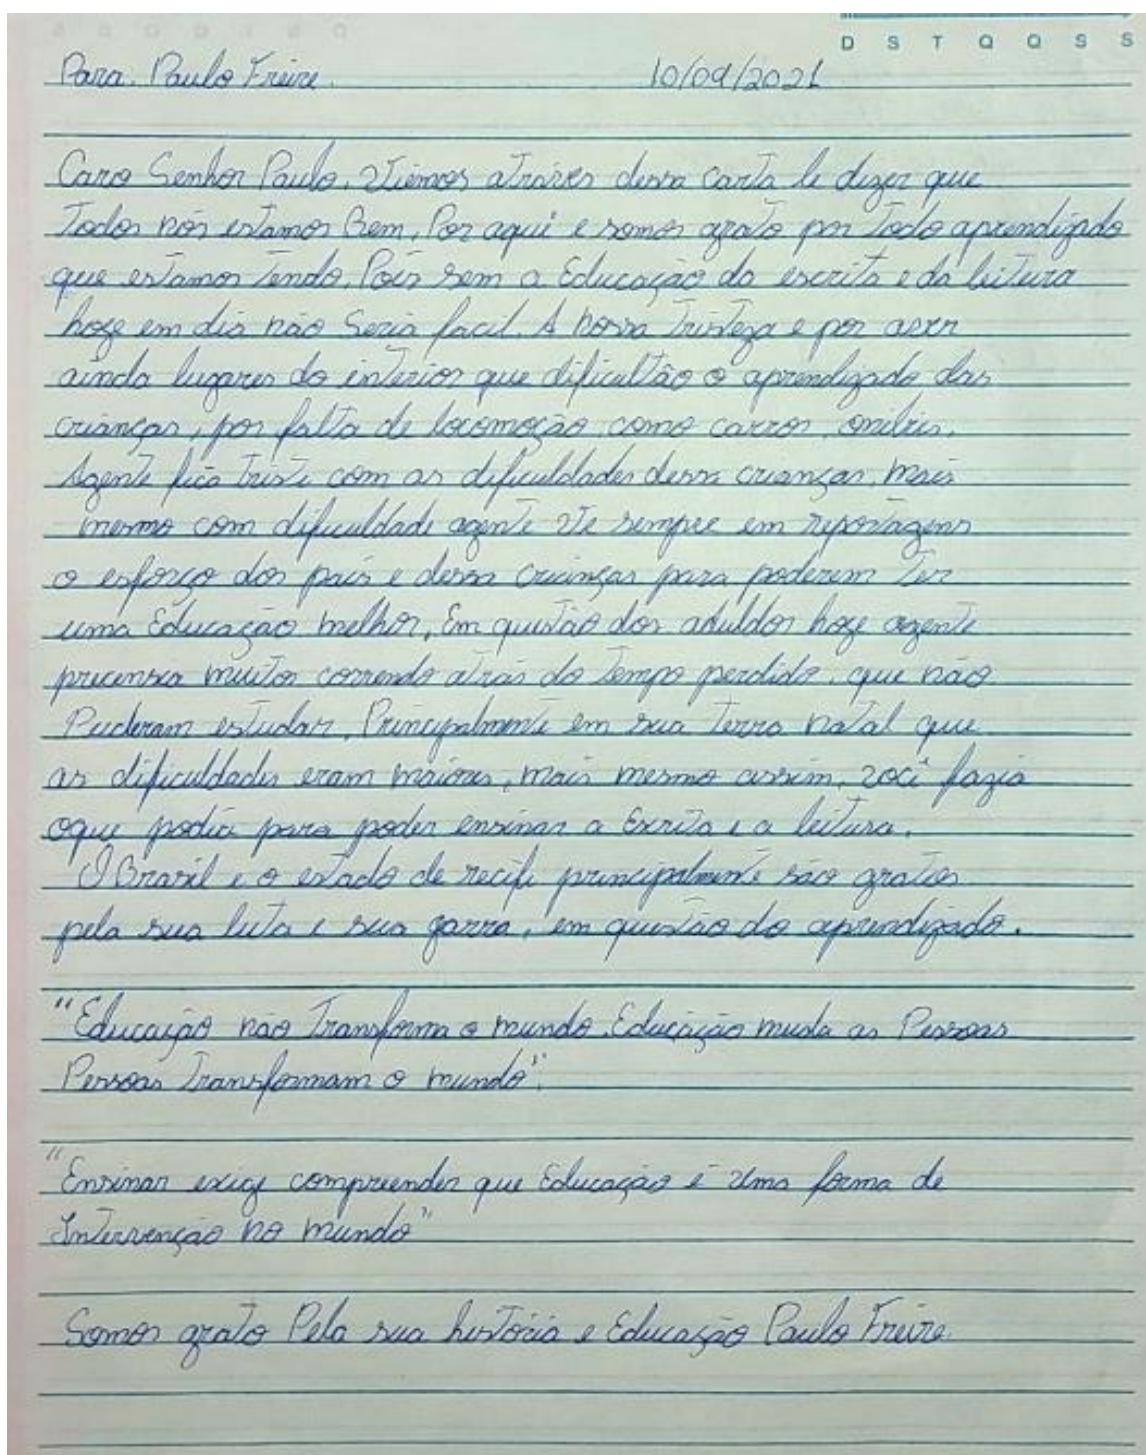 D S T Q Q S S
Para. Paulo Freire. 10/09/2021
Caro Senhor Paulo. Viémos atráves dessa carta le dizer que
Todos nós estamos Bem, Por aqui e somos grato por Todo aprendizado
que estamos Tendo. Pois sem a Educação da escrita e da leitura
hoge em dia não Seria facil. A nossa Tristeza e por aver
ainda lugares do interior que dificultão o aprendizado das
crianças, por falta de locomoção como carros, onibus.
Agente fica triste com as dificuldades dessa crianças, mais
mesmo com dificuldade agente Ve sempre em reportagens
o esforço dos pais e dessa crianças para poderem Ter
uma Educação melhor, Em questão dos aduldos hoge agente
precensia muitos correndo atrás do Tempo perdido. que não
Puderam estudar, Principalmente em sua Terra natal que
as dificuldades eram maiores, mais mesmo assim, você fazia
oque podia para poder ensinar a Escrita e a leitura.
O Brasil e o estado de recife principalmente são gratos
pela sua luta e sua garra, em questão do aprendizado.
"Educação não Transforma o mundo. Educação muda as Pessoas
Pessoas Transformam o mundo".
"Ensinar exige compreender que Educação é Uma forma de
Intervenção no mundo"
Somos grato Pela sua história e Educação Paulo Freire.